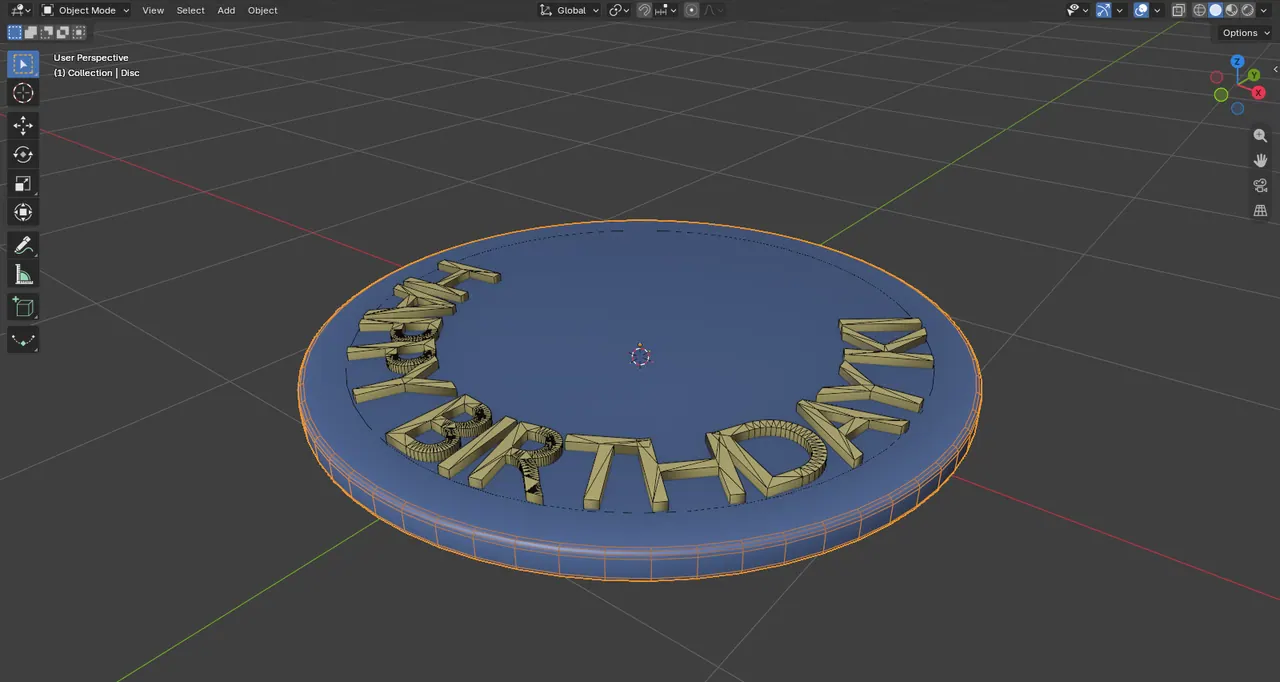 Object Mode View Select Add Object Global
Options
User Perspective
(1) Collection | Disc
Z
Y
X
HAPPY BIRTHDAY